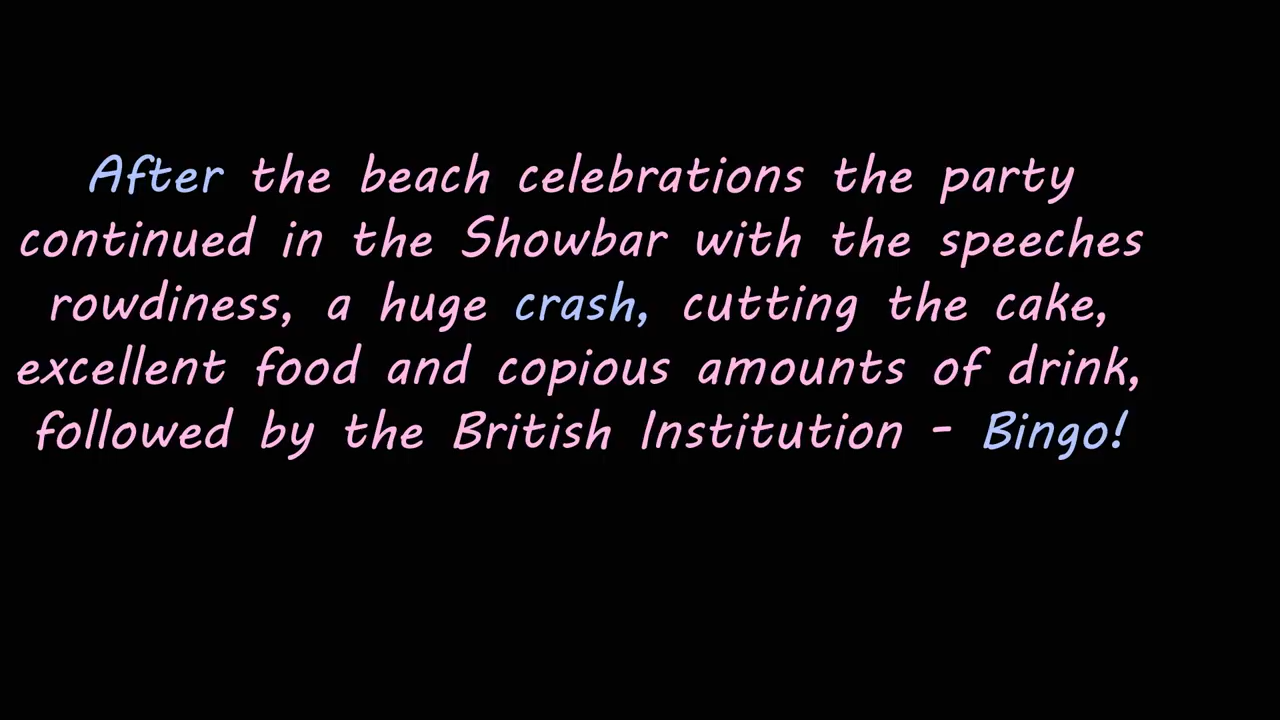 After the beach celebrations the party
continued in the Showbar with the speeches
rowdiness, a huge crash, cutting the cake,
excellent food and copious amounts of drink,
followed by the British Institution - Bingo!